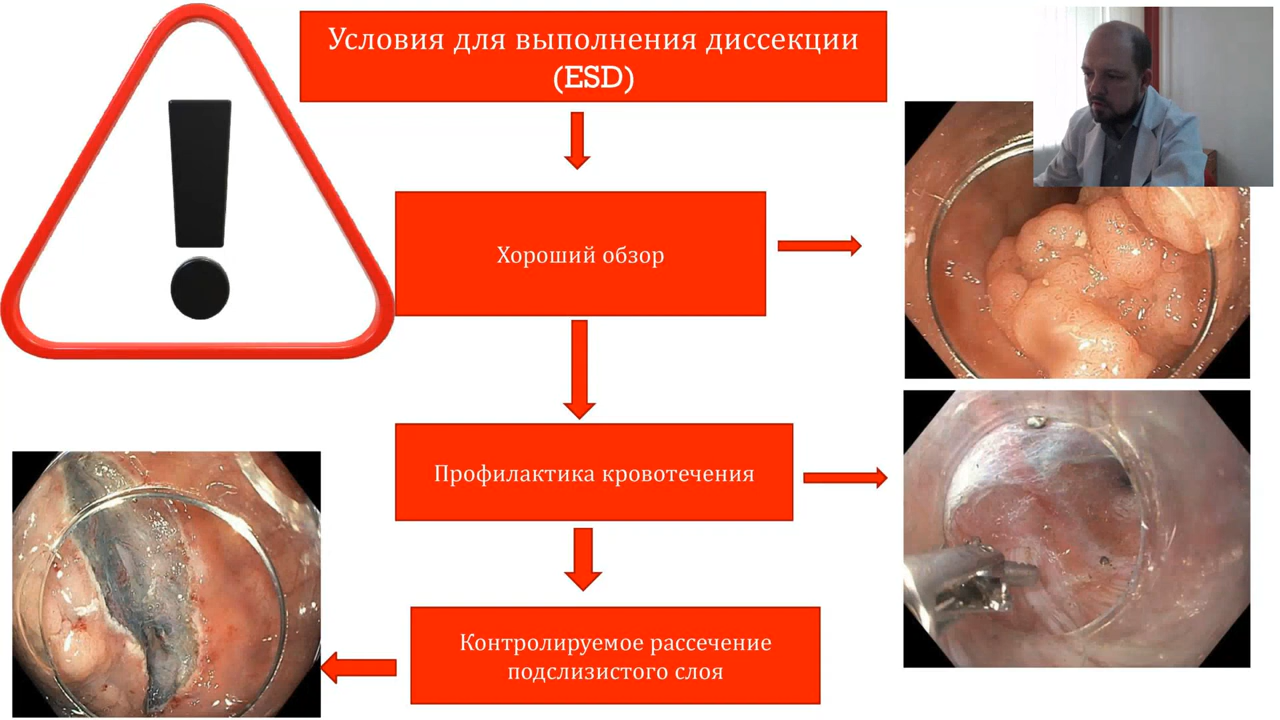 Условия для выполнения диссекции
(ESD)
Хороший обзор
Профилактика кровотечения
Контролируемое рассечение
подслизистого слоя